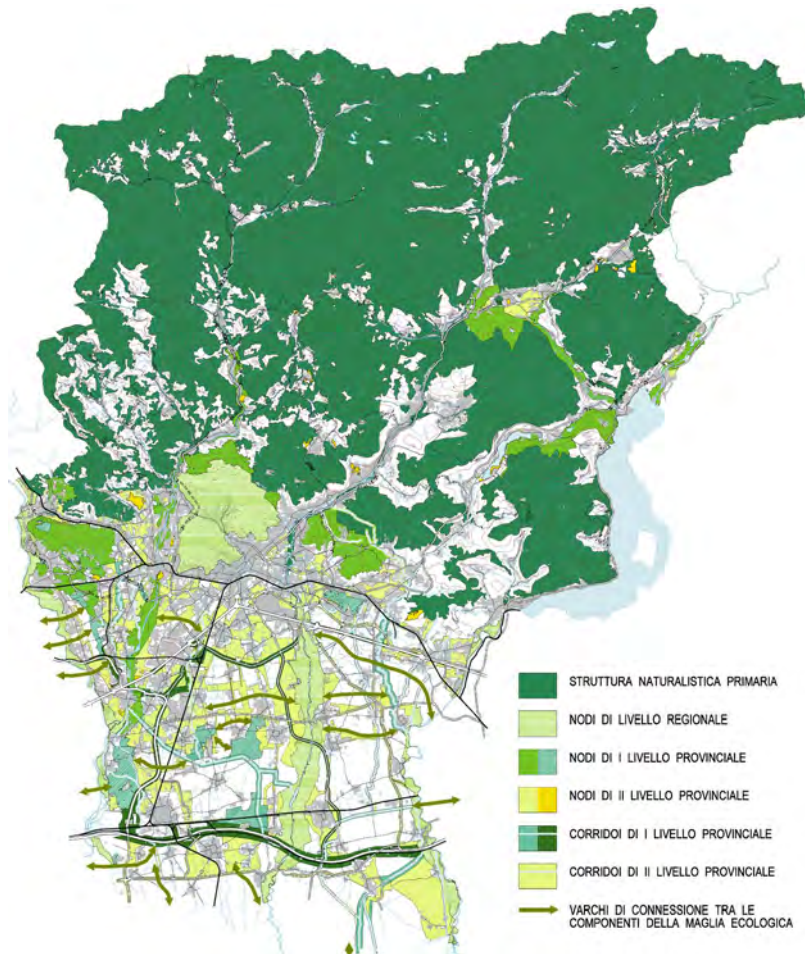 STRUTTURA NATURALISTICA PRIMARIA
NODI DI LIVELLO REGIONALE
NODI DI I LIVELLO PROVINCIALE
NODI DI II LIVELLO PROVINCIALE
CORRIDOI DI I LIVELLO PROVINCIALE
CORRIDOI DI II LIVELLO PROVINCIALE
VARCHI DI CONNESSIONE TRA LE
COMPONENTI DELLA MAGLIA ECOLOGICA